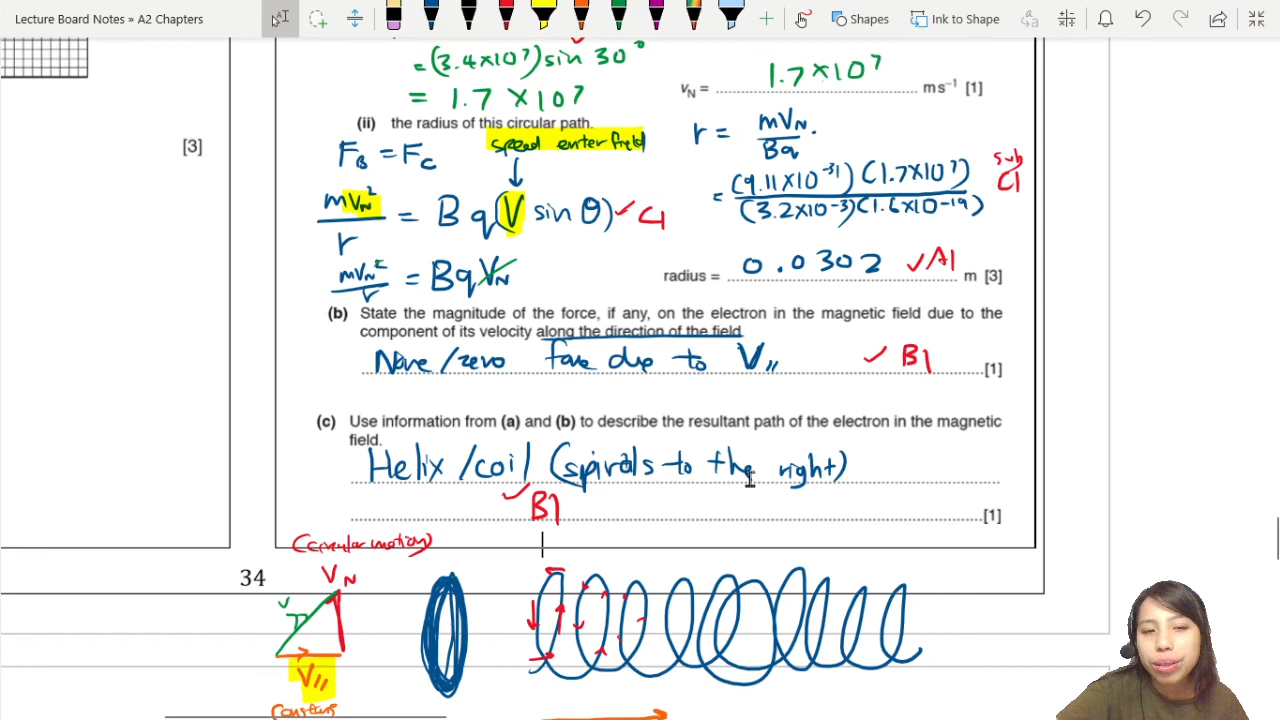 Lecture Board Notes » A2 Chapters
Shapes
Ink to Shape
= (3.4×10⁷) sin 30°
= 1.7 ×10⁷
1.7×10⁷
vN = ........ m s⁻¹ [1]
[3]
(ii) the radius of this circular path.
speed enter field
FB = FC
mVN²/r = B q (V sin θ) ✓ C1
mVN²/r = Bq VN
r = mVN/Bq.
= (9.11×10⁻³¹)(1.7×10⁷)/(3.2×10⁻³)(1.6×10⁻¹⁹)
sub
C1
radius = 0.0302 m [3]
✓ A1
(b) State the magnitude of the force, if any, on the electron in the magnetic field due to the
component of its velocity along the direction of the field.
None/zero force due to V// ✓ B1
[1]
(c) Use information from (a) and (b) to describe the resultant path of the electron in the magnetic
field.
Helix /coil (spirals to the right)
✓ B1
[1]
(circular motion)
34
VN
v
V//
constant